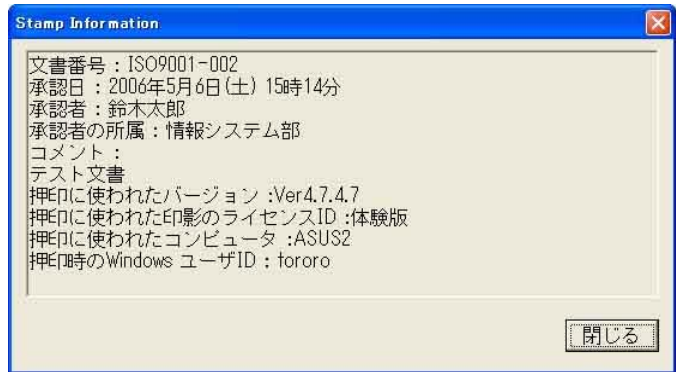 Stamp Information
文書番号：ISO9001-002
承認日：2006年5月6日(土) 15時14分
承認者：鈴木太郎
承認者の所属：情報システム部
コメント：
テスト文書
押印に使われたバージョン :Ver4.7.4.7
押印に使われた印影のライセンスID :体験版
押印に使われたコンピュータ :ASUS2
押印時のWindows ユーザID：tororo
閉じる